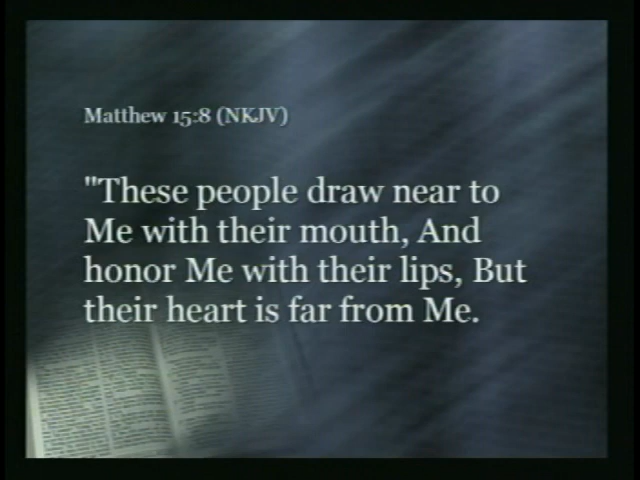 Matthew 15:8 (NKJV)
"These people draw near to
Me with their mouth, And
honor Me with their lips, But
their heart is far from Me.